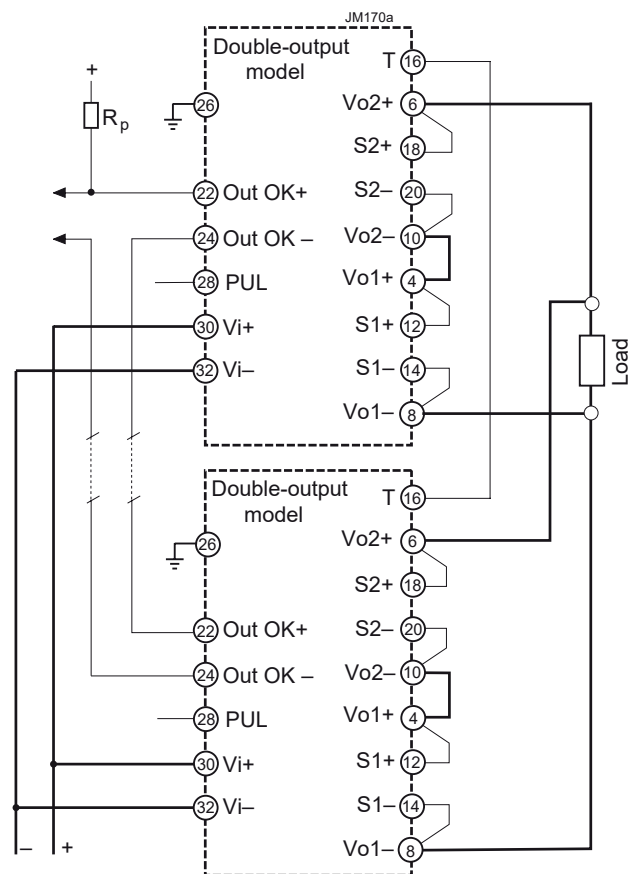 JM170a
Double-output
model
T 16
+
Vo2+ 6
26
Rp
S2+ 18
22 Out OK+
S2– 20
24 Out OK –
Vo2– 10
28 PUL
Vo1+ 4
30 Vi+
S1+ 12
32 Vi–
S1– 14
Load
Vo1– 8
Double-output
model
T 16
26
Vo2+ 6
S2+ 18
22 Out OK+
S2– 20
24 Out OK –
Vo2– 10
28 PUL
Vo1+ 4
30 Vi+
S1+ 12
32 Vi–
S1– 14
– +
Vo1– 8